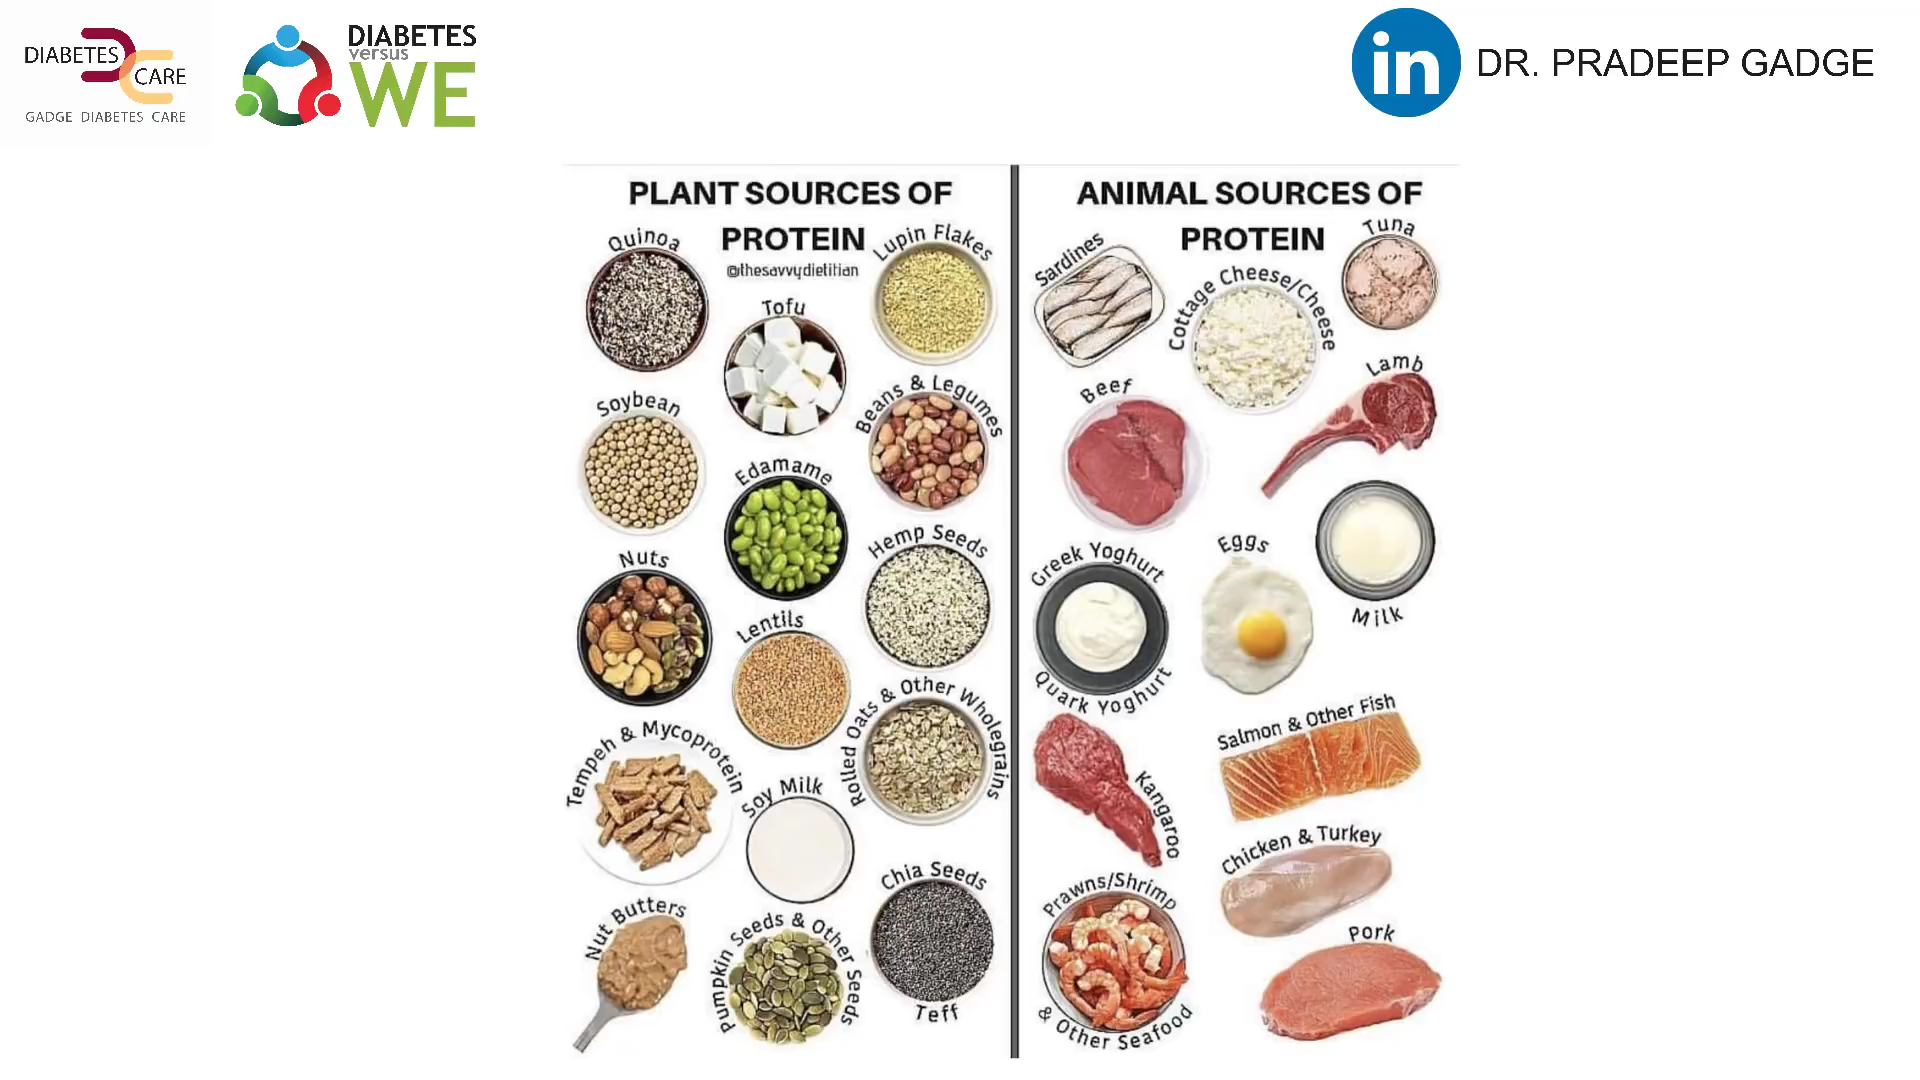 DIABETES
CARE
GADGE DIABETES CARE
DIABETES
versus
WE
in DR. PRADEEP GADGE
PLANT SOURCES OF
PROTEIN
@thesavvydietitian
Quinoa
Lupin Flakes
Tofu
Soybean
Beans & Legumes
Edamame
Nuts
Hemp Seeds
Lentils
Tempeh & Mycoprotein
Rolled Oats & Other Wholegrains
Soy Milk
Chia Seeds
Teff
Nut Butters
Pumpkin Seeds & Other Seeds
ANIMAL SOURCES OF
PROTEIN
Sardines
Tuna
Cottage Cheese/Cheese
Beef
Lamb
Greek Yoghurt
Quark Yoghurt
Eggs
Milk
Salmon & Other Fish
Kangaroo
Chicken & Turkey
Prawns/Shrimp
& Other Seafood
Pork